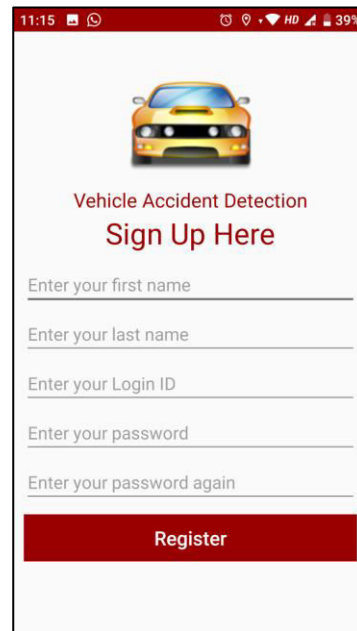 11:15 HD 39%
Vehicle Accident Detection
Sign Up Here
Enter your first name
Enter your last name
Enter your Login ID
Enter your password
Enter your password again
Register